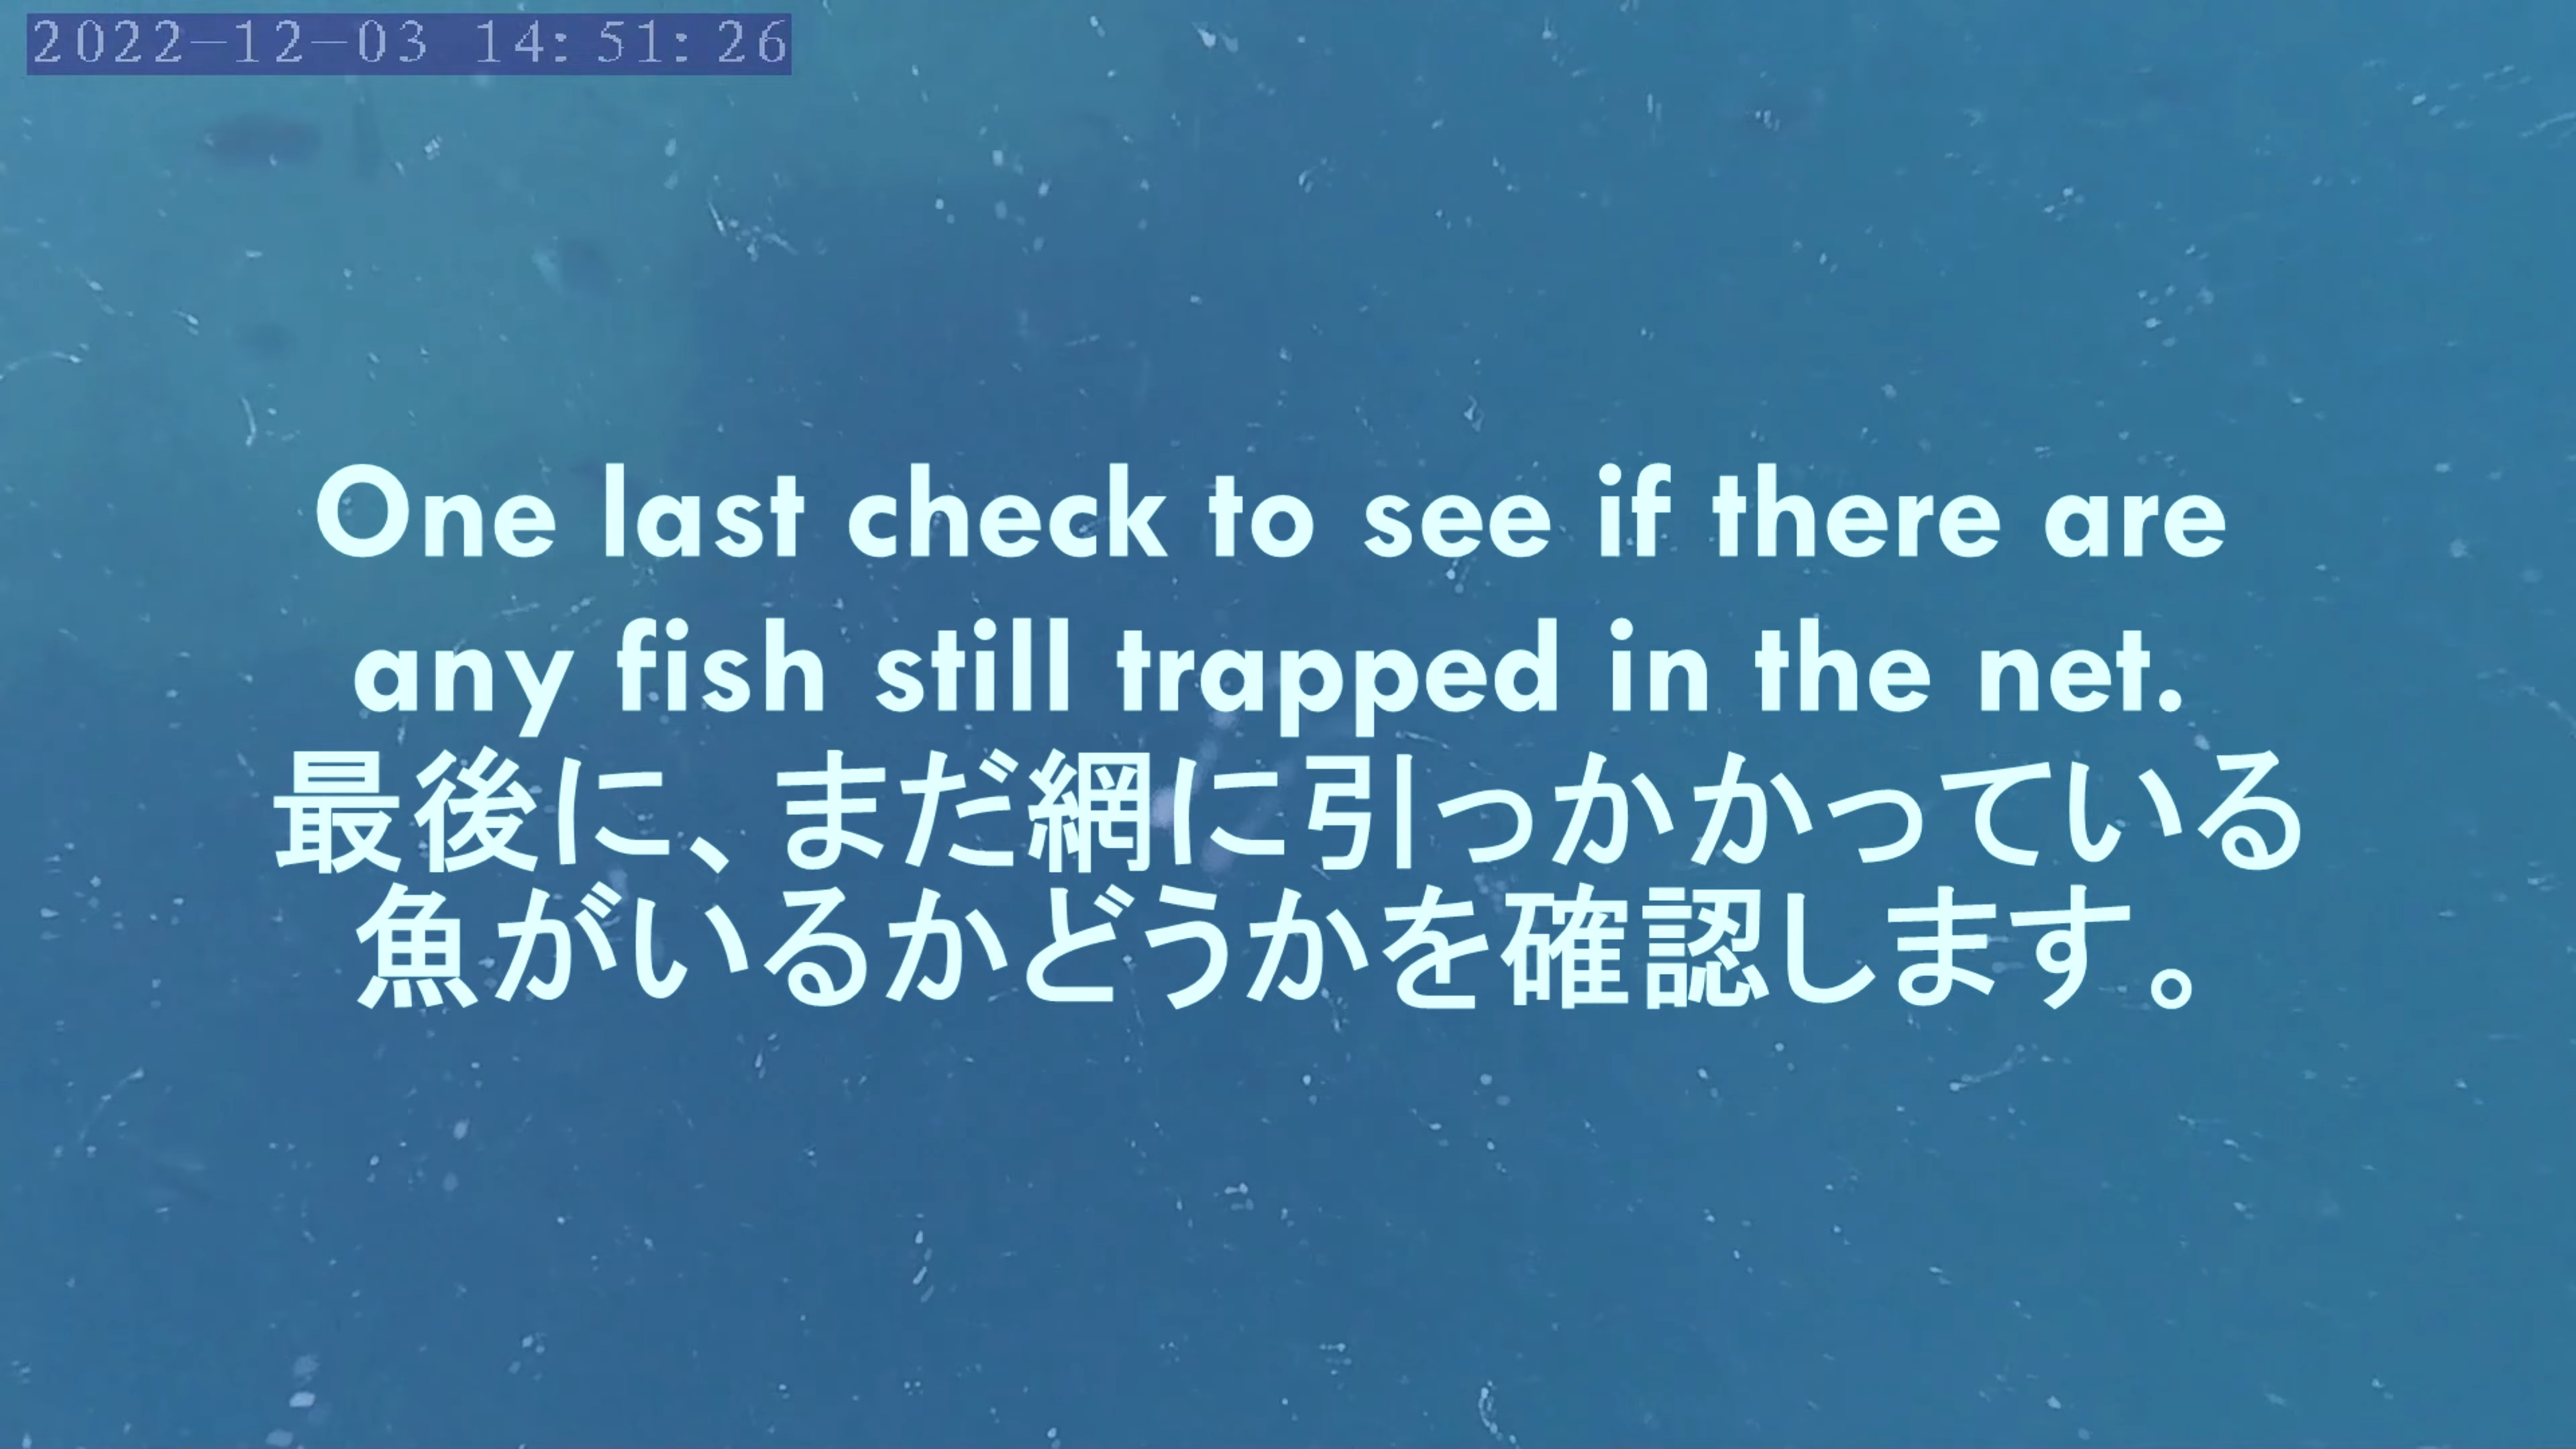 2022-12-03 14:51:26
One last check to see if there are
any fish still trapped in the net.
最後に、まだ網に引っかかっている
魚がいるかどうかを確認します。